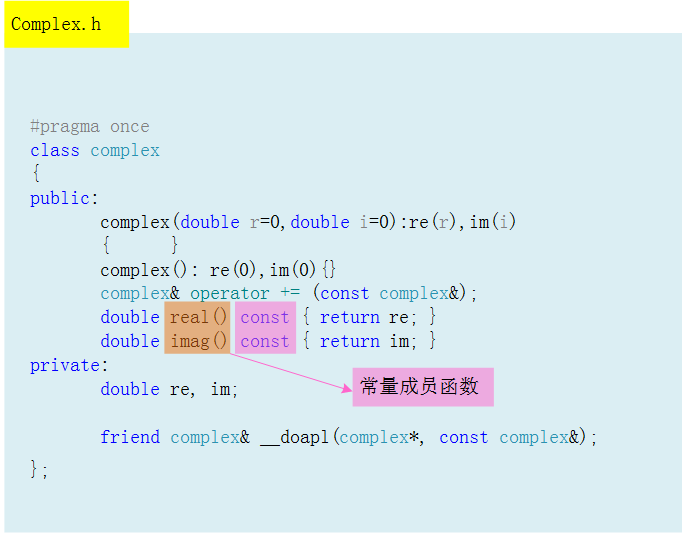 Complex.h
#pragma once
class complex
{
public:
complex(double r=0,double i=0):re(r),im(i)
{ }
complex(): re(0),im(0){}
complex& operator += (const complex&);
double real() const { return re; }
double imag() const { return im; }
private:
常量成员函数
double re, im;
friend complex& __doapl(complex*, const complex&);
};